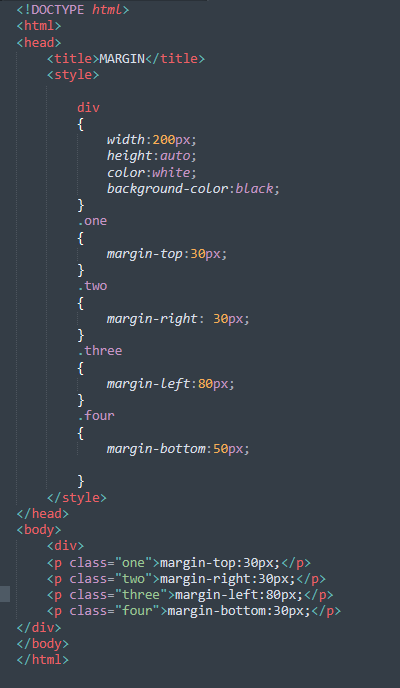 <!DOCTYPE html>
<html>
<head>
<title>MARGIN</title>
<style>
div
{
width:200px;
height:auto;
color:white;
background-color:black;
}
.one
{
margin-top:30px;
}
.two
{
margin-right: 30px;
}
.three
{
margin-left:80px;
}
.four
{
margin-bottom:50px;
}
</style>
</head>
<body>
<div>
<p class="one">margin-top:30px;</p>
<p class="two">margin-right:30px;</p>
<p class="three">margin-left:80px;</p>
<p class="four">margin-bottom:30px;</p>
</div>
</body>
</html>